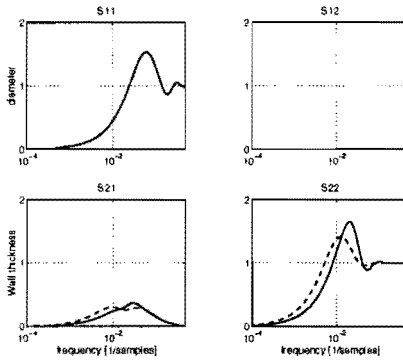 S11
S12
2
2
diameter
1
1
0
0
10^-4
10^-2
10^-4
10^-2
S21
S22
2
2
Wall thickness
1
1
0
0
10^-4
10^-2
10^-4
10^-2
frequency [1/samples]
frequency [1/samples]